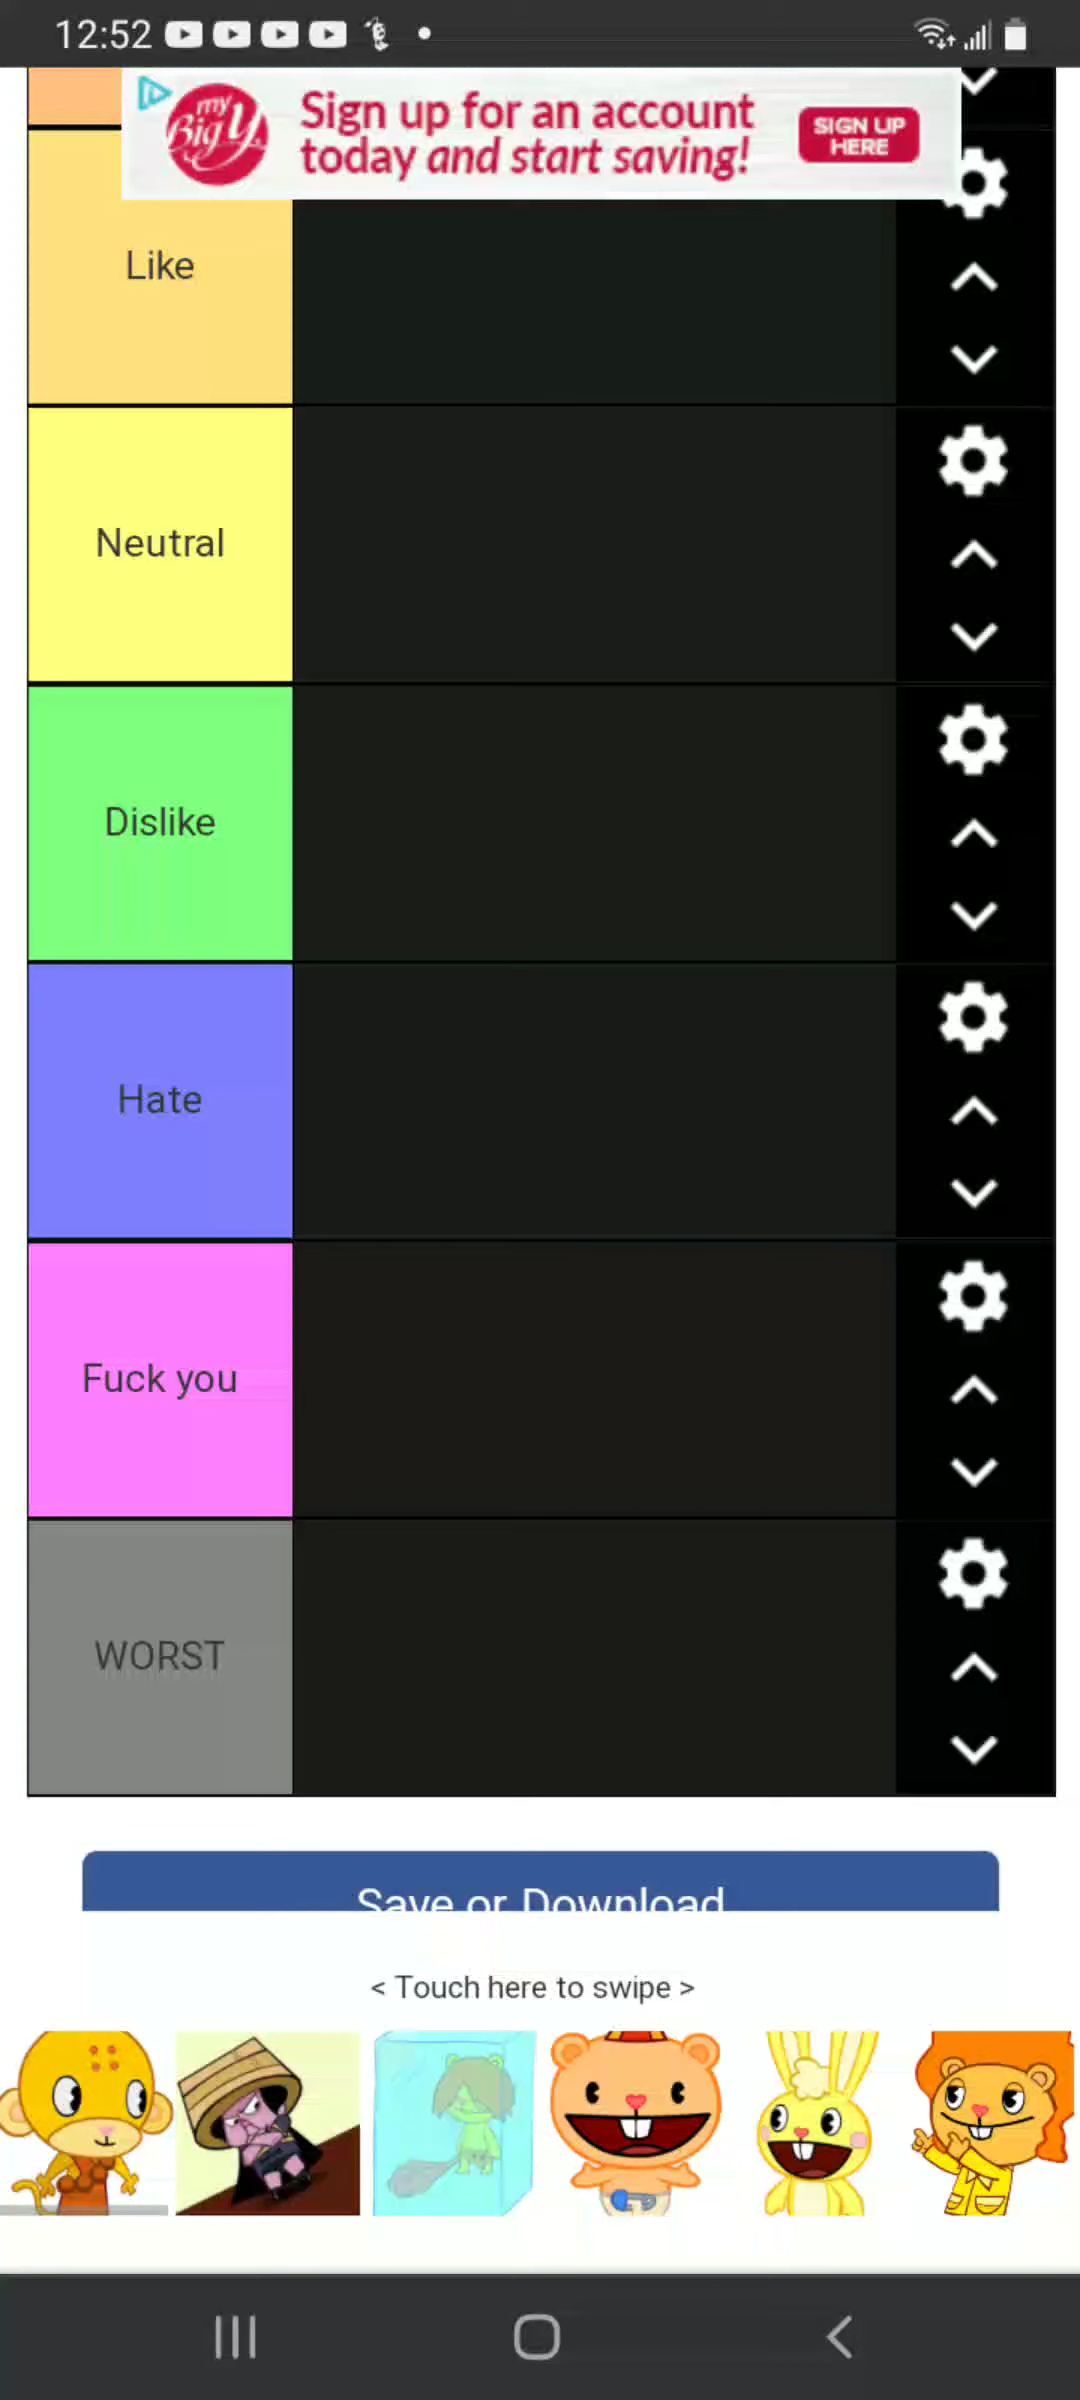 12:52
my
Big Y
Sign up for an account
today and start saving!
SIGN UP
HERE
Like
Neutral
Dislike
Hate
Fuck you
WORST
Save or Download
< Touch here to swipe >